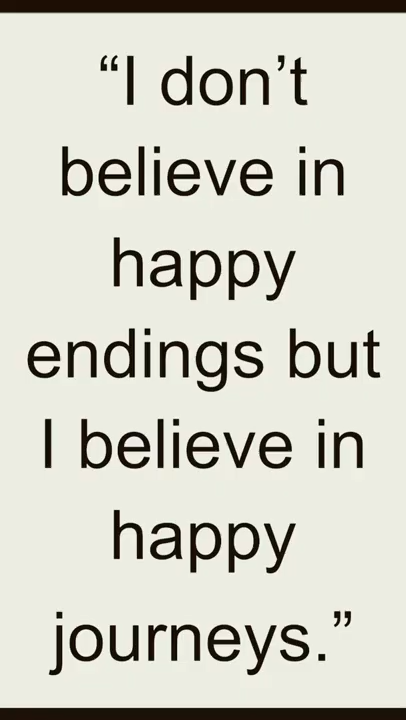 “I don’t
believe in
happy
endings but
I believe in
happy
journeys.”